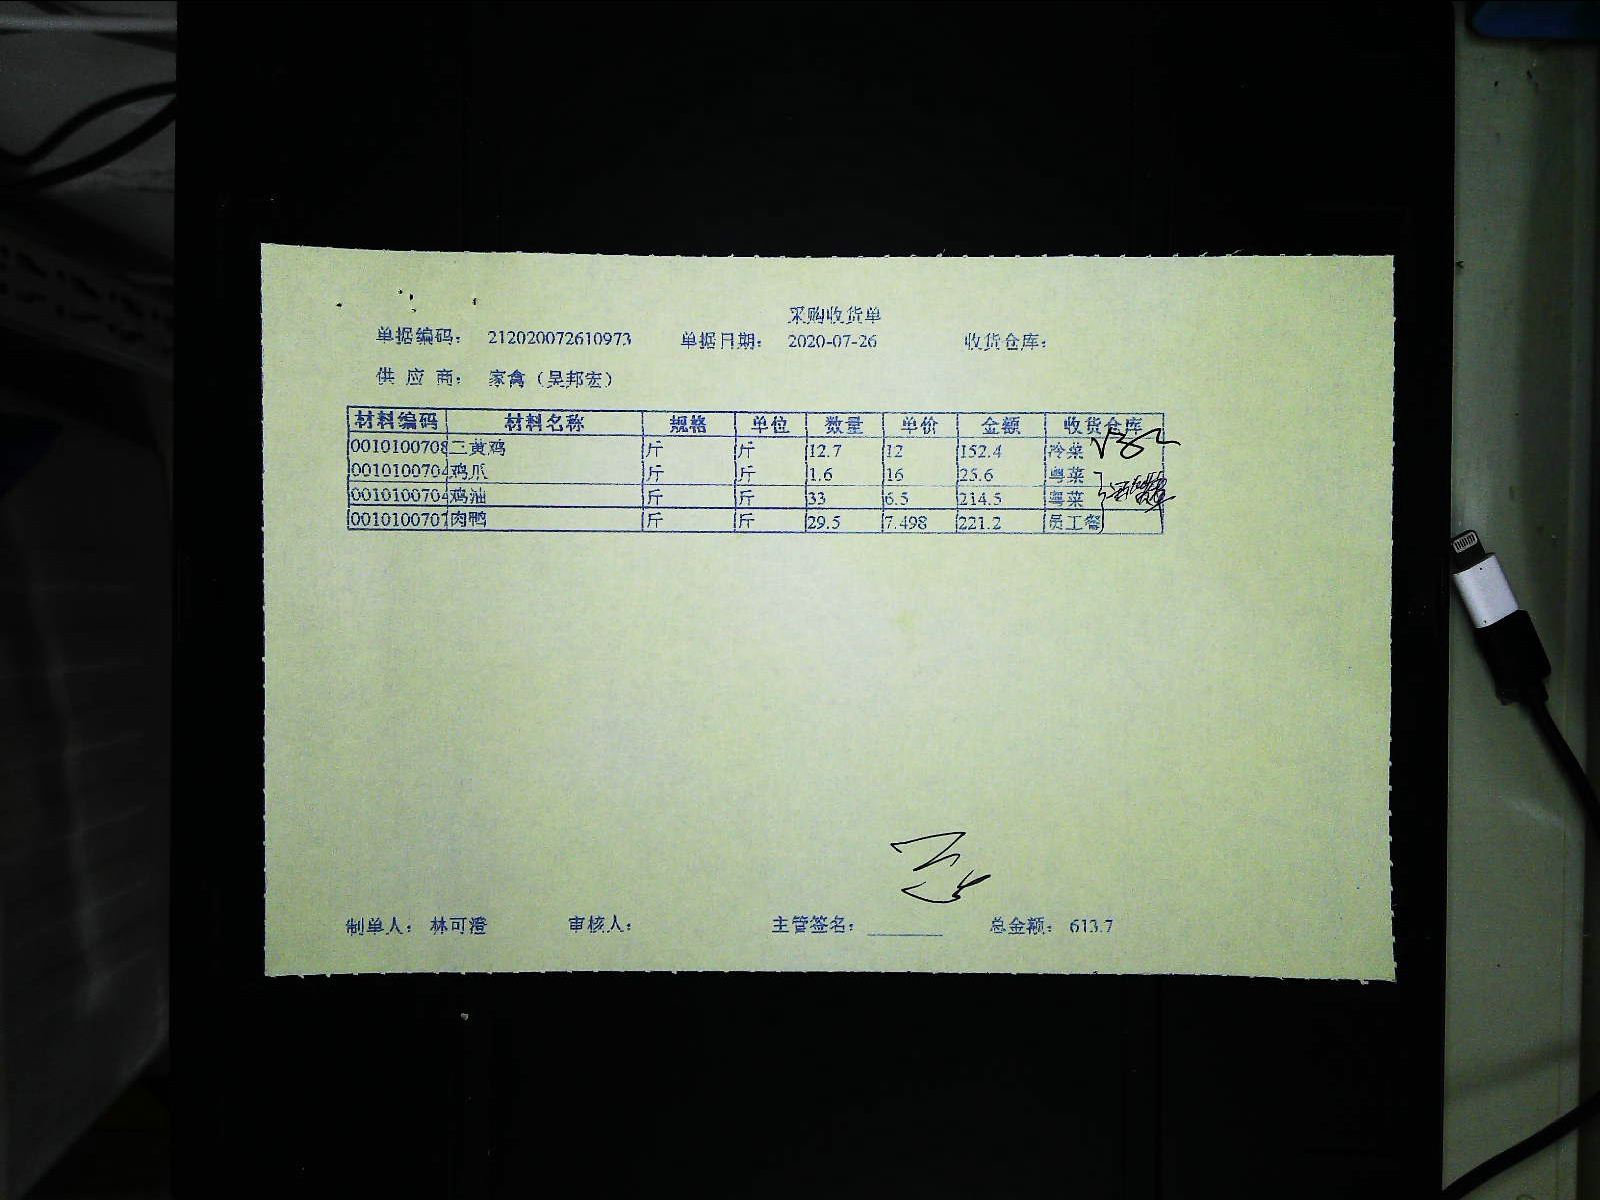 采购收货单
单据编码： 212020072610973 单据日期： 2020-07-26 收货仓库：
供 应 商： 家禽（吴邦宏）
材料编码 材料名称 规格 单位 数量 单价 金额 收货仓库
0010100708 三黄鸡 斤 斤 12.7 12 152.4 冷菜
0010100704 鸡爪 斤 斤 1.6 16 25.6 粤菜
0010100704 鸡油 斤 斤 33 6.5 214.5 粤菜
0010100707 肉鸭 斤 斤 29.5 7.498 221.2 员工餐
制单人： 林可澄 审核人： 主管签名： 总金额： 613.7